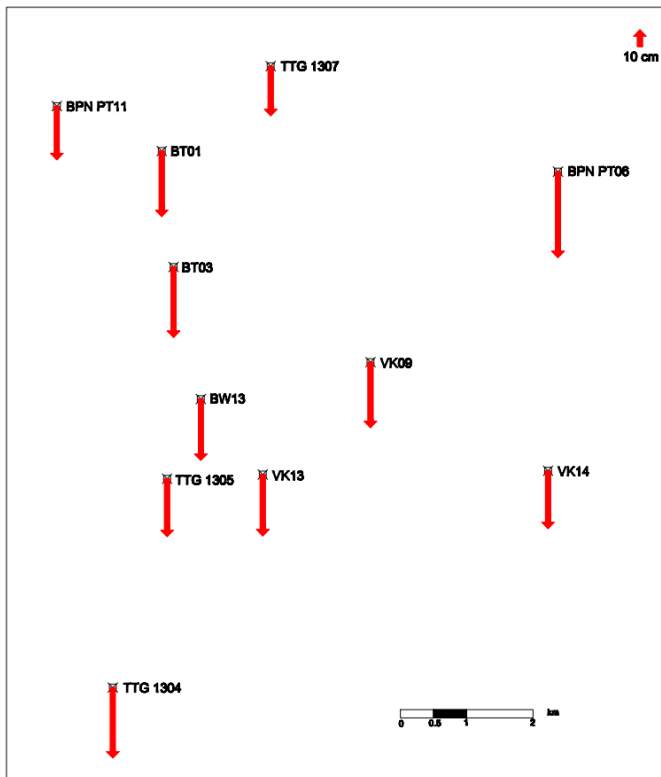 10 cm
TTG 1307
BPN PT11
BT01
BPN PT06
BT03
VK09
BW13
TTG 1305
VK13
VK14
TTG 1304
km
0 0.5 1 2